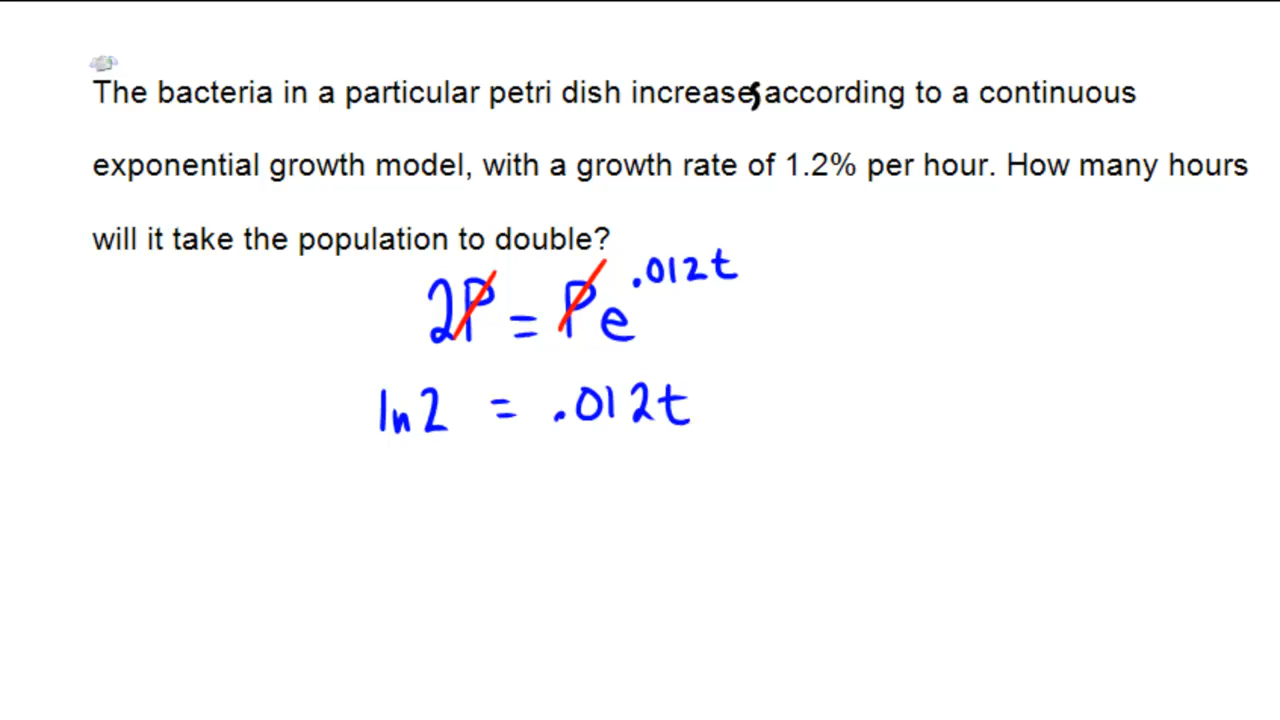 The bacteria in a particular petri dish increases according to a continuous
exponential growth model, with a growth rate of 1.2% per hour. How many hours
will it take the population to double?
2P = Pe^.012t
ln2 = .012t